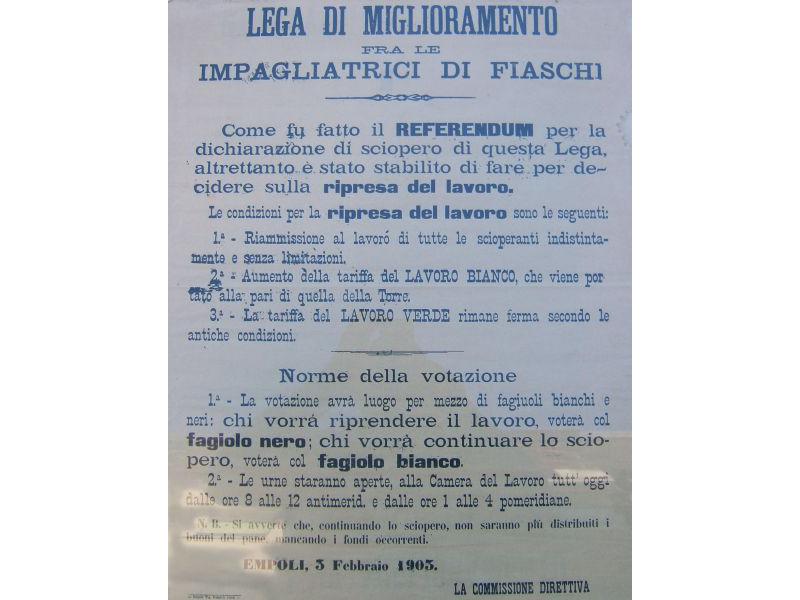 LEGA DI MIGLIORAMENTO
FRA LE
IMPAGLIATRICI DI FIASCHI
Come fu fatto il REFERENDUM per la
dichiarazione di sciopero di questa Lega,
altrettanto è stato stabilito di fare per de-
cidere sulla ripresa del lavoro.
Le condizioni per la ripresa del lavoro sono le seguenti:
1.ª - Riammissione al lavoro di tutte le scioperanti indistinta-
mente e senza limitazioni.
2.ª - Aumento della tariffa del LAVORO BIANCO, che viene por
tato alla pari di quella della Torre.
3.ª - La tariffa del LAVORO VERDE rimane ferma secondo le
antiche condizioni.
Norme della votazione
1.ª - La votazione avrà luogo per mezzo di fagiuoli bianchi e
neri: chi vorrá riprendere il lavoro, voterá col
fagiolo nero; chi vorrà continuare lo scio-
pero, voterá col fagiolo bianco.
2.ª - Le urne staranno aperte, alla Camera del Lavoro tutt' oggi
dalle ore 8 alle 12 antimerid. e dalle ore 1 alle 4 pomeridiane.
N. B. - Si avverte che, continuando lo sciopero, non saranno più distribuiti i
buoni del pane, mancando i fondi occorrenti.
EMPOLI, 3 Febbraio 1903.
LA COMMISSIONE DIRETTIVA